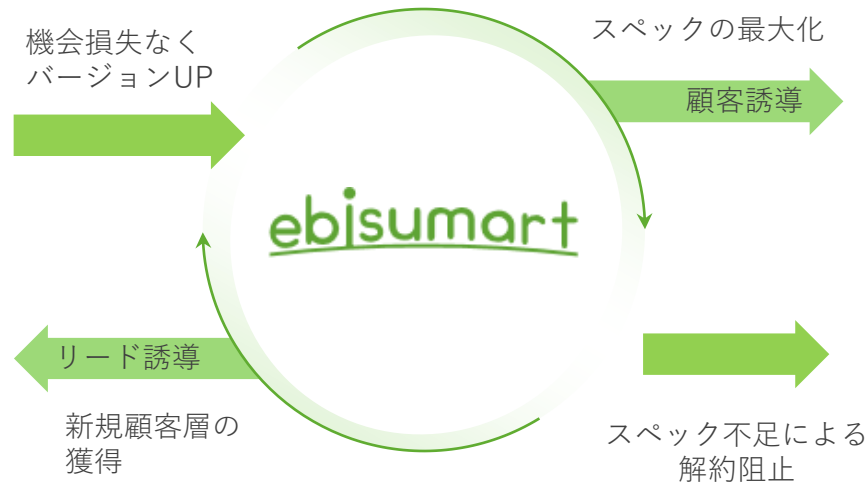 機会損失なく
バージョンUP
スペックの最大化
顧客誘導
ebisumart
リード誘導
新規顧客層の
獲得
スペック不足による
解約阻止